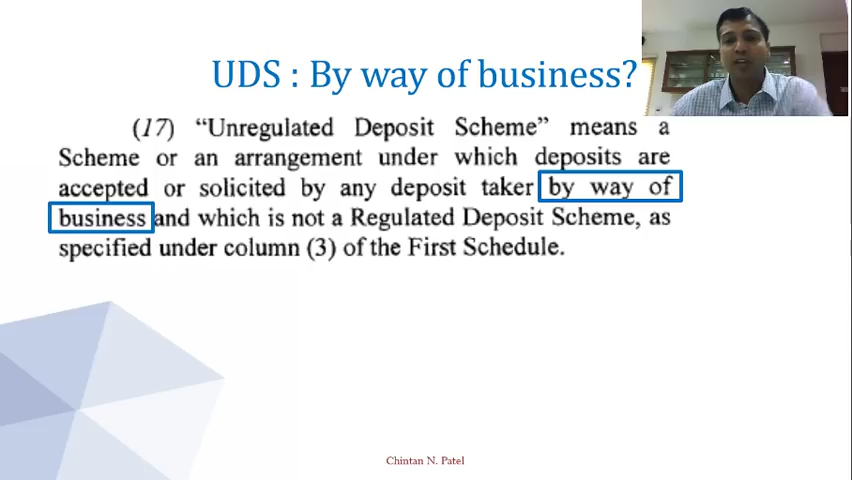 UDS : By way of business?
(17) “Unregulated Deposit Scheme” means a
Scheme or an arrangement under which deposits are
accepted or solicited by any deposit taker by way of
business and which is not a Regulated Deposit Scheme, as
specified under column (3) of the First Schedule.
Chintan N. Patel